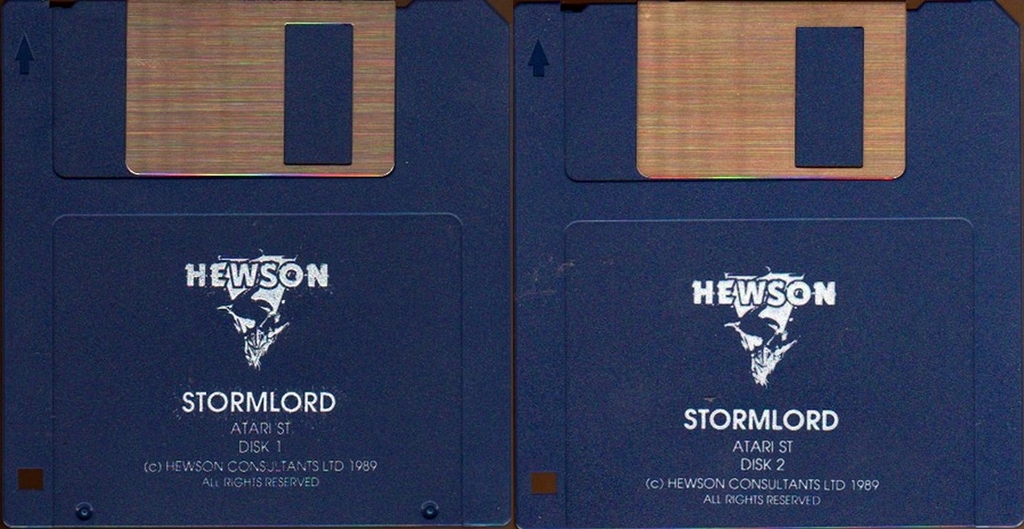 HEWSON
STORMLORD
ATARI ST
DISK 1
(c) HEWSON CONSULTANTS LTD 1989
ALL RIGHTS RESERVED
HEWSON
STORMLORD
ATARI ST
DISK 2
(c) HEWSON CONSULTANTS LTD 1989
ALL RIGHTS RESERVED